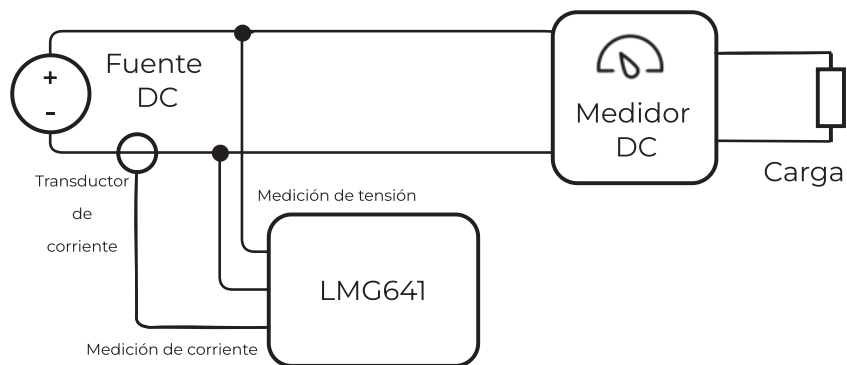 +
-
Fuente
DC
Medidor
DC
Carga
Transductor
de
corriente
Medición de tensión
LMG641
Medición de corriente